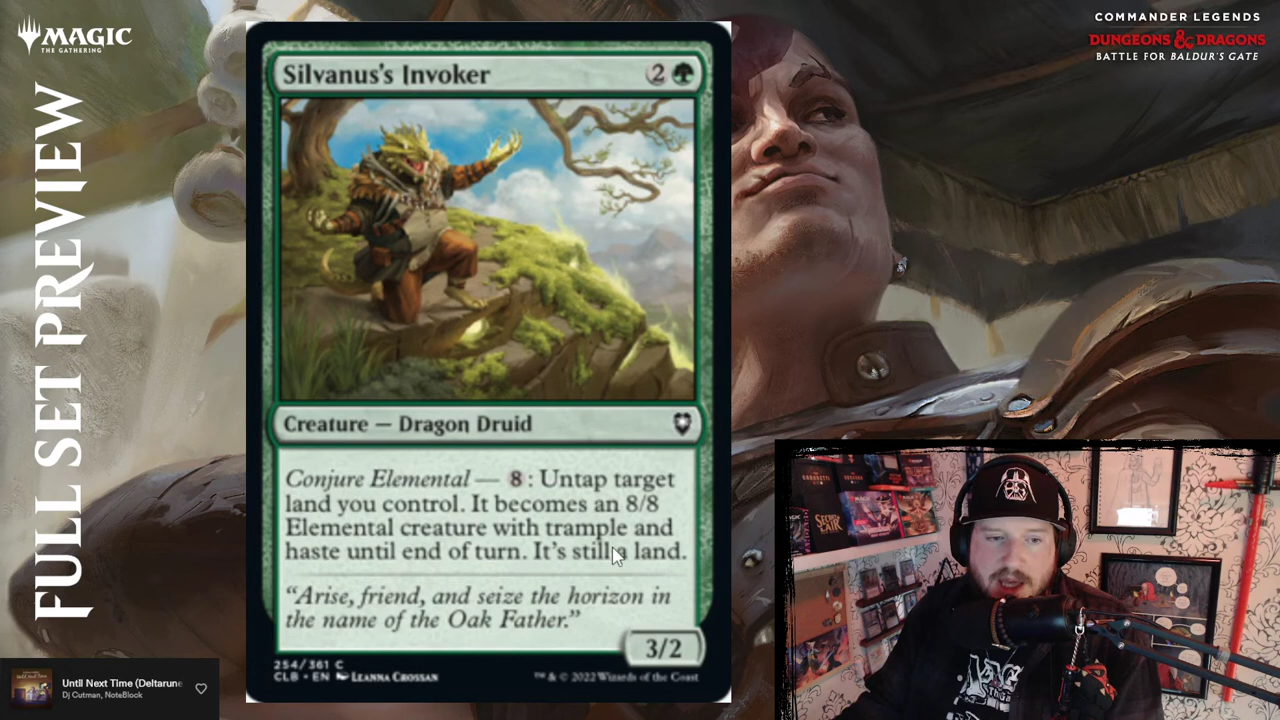 MAGIC
THE GATHERING
FULL SET PREVIEW
COMMANDER LEGENDS
DUNGEONS & DRAGONS
BATTLE FOR BALDUR'S GATE
Silvanus's Invoker 2
Creature — Dragon Druid
Conjure Elemental — 8: Untap target
land you control. It becomes an 8/8
Elemental creature with trample and
haste until end of turn. It's still a land.
"Arise, friend, and seize the horizon in
the name of the Oak Father."
3/2
254/361 C
CLB • EN LEANNA CROSSAN
™ & © 2022 Wizards of the Coast
Until Next Time (Deltarune
Dj Cutman, NoteBlock
SECRET
LAIR